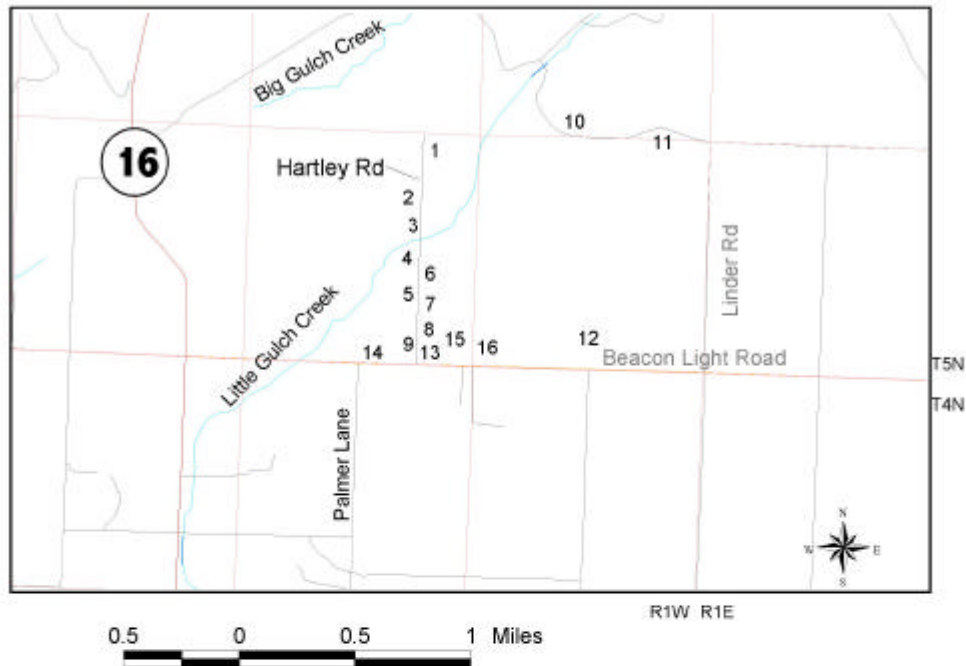 Big Gulch Creek
16
10
11
1
Hartley Rd
2
3
4
6
5
7
8
9
13
15
16
14
12
Linder Rd
Little Gulch Creek
Beacon Light Road
T5N
T4N
Palmer Lane
N
W E
S
R1W R1E
0.5 0 0.5 1 Miles